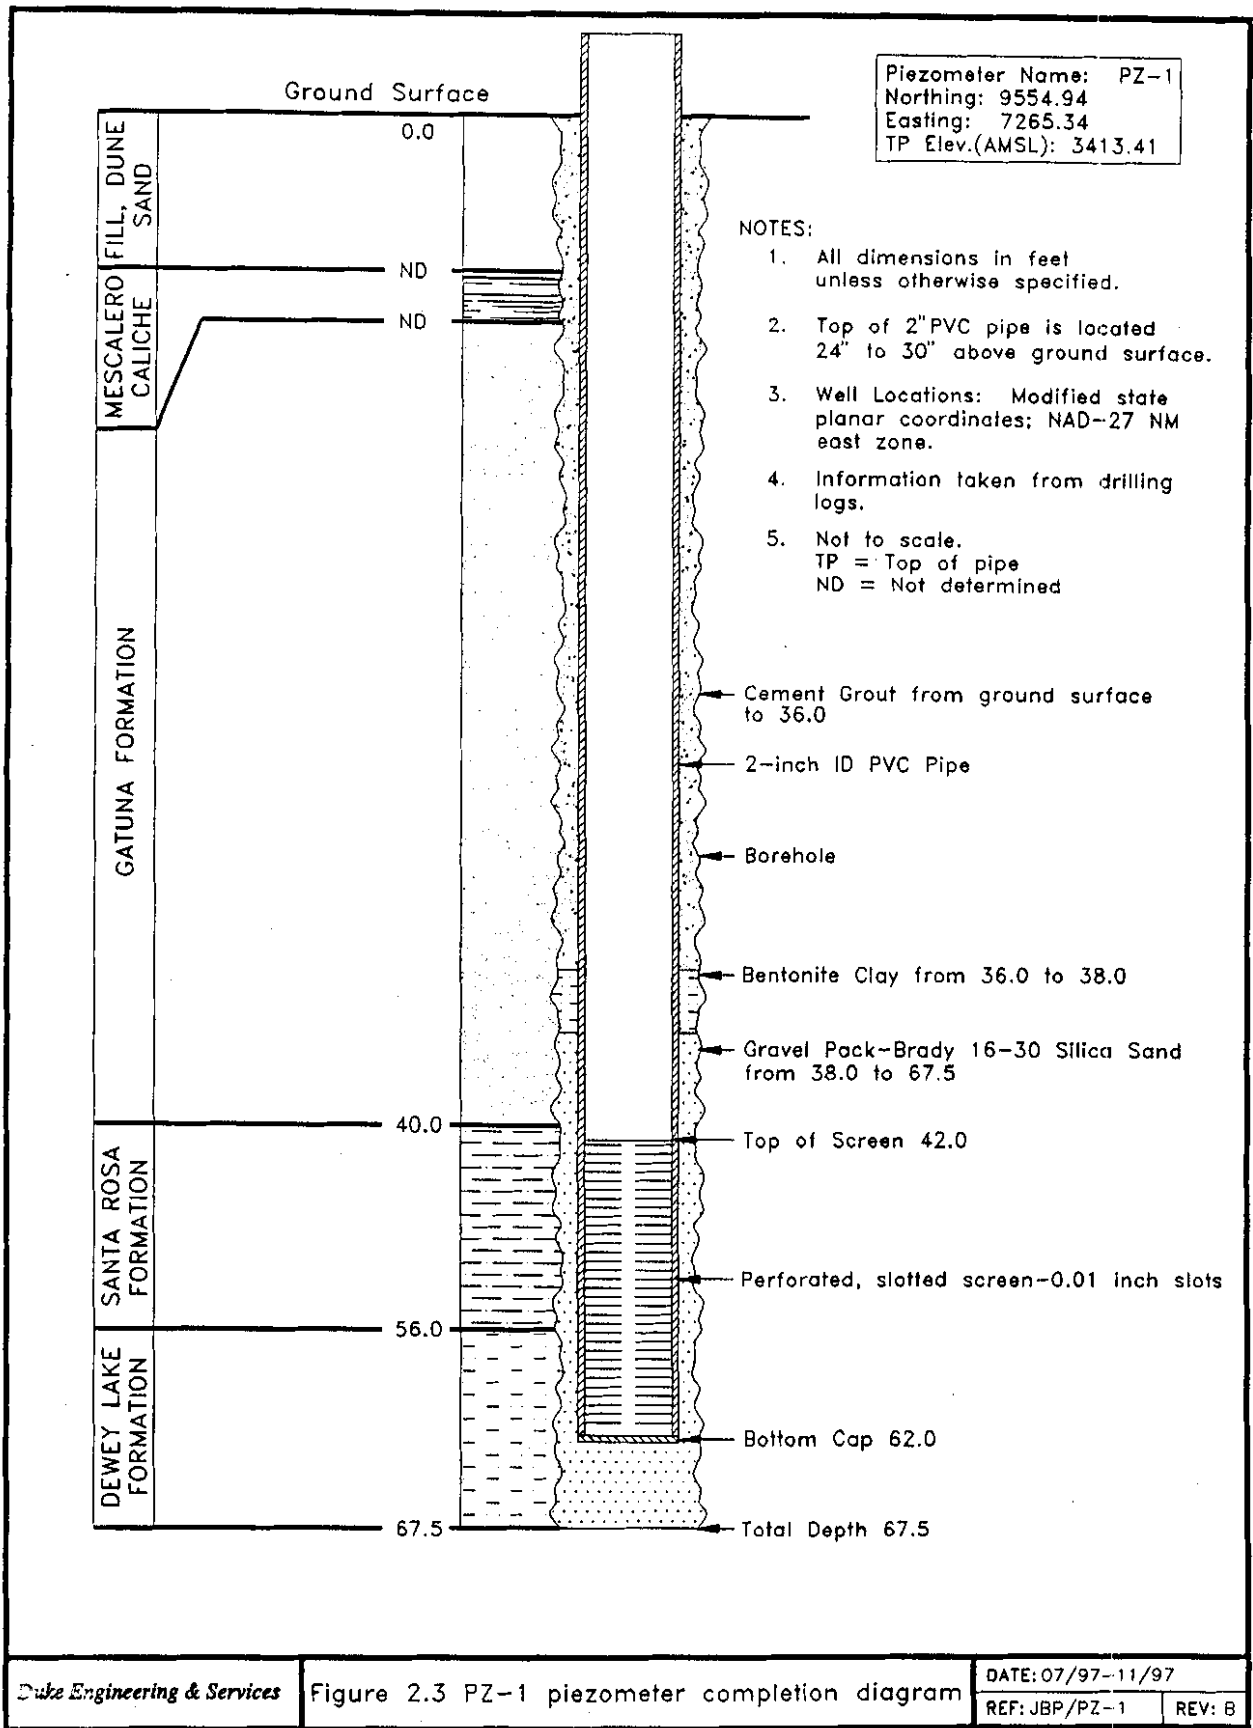 Piezometer Name: PZ-1
Northing: 9554.94
Easting: 7265.34
TP Elev.(AMSL): 3413.41
Ground Surface
0.0
FILL, DUNE
SAND
ND
MESCALERO
CALICHE
ND
NOTES:
1. All dimensions in feet
unless otherwise specified.
2. Top of 2" PVC pipe is located
24" to 30" above ground surface.
3. Well Locations: Modified state
planar coordinates; NAD-27 NM
east zone.
4. Information taken from drilling
logs.
5. Not to scale.
TP = Top of pipe
ND = Not determined
GATUNA FORMATION
Cement Grout from ground surface
to 36.0
2-inch ID PVC Pipe
Borehole
Bentonite Clay from 36.0 to 38.0
Gravel Pack-Brady 16-30 Silica Sand
from 38.0 to 67.5
40.0
Top of Screen 42.0
SANTA ROSA
FORMATION
Perforated, slotted screen-0.01 inch slots
56.0
DEWEY LAKE
FORMATION
Bottom Cap 62.0
67.5
Total Depth 67.5
Duke Engineering & Services
Figure 2.3 PZ-1 piezometer completion diagram
DATE: 07/97-11/97
REF: JBP/PZ-1
REV: B